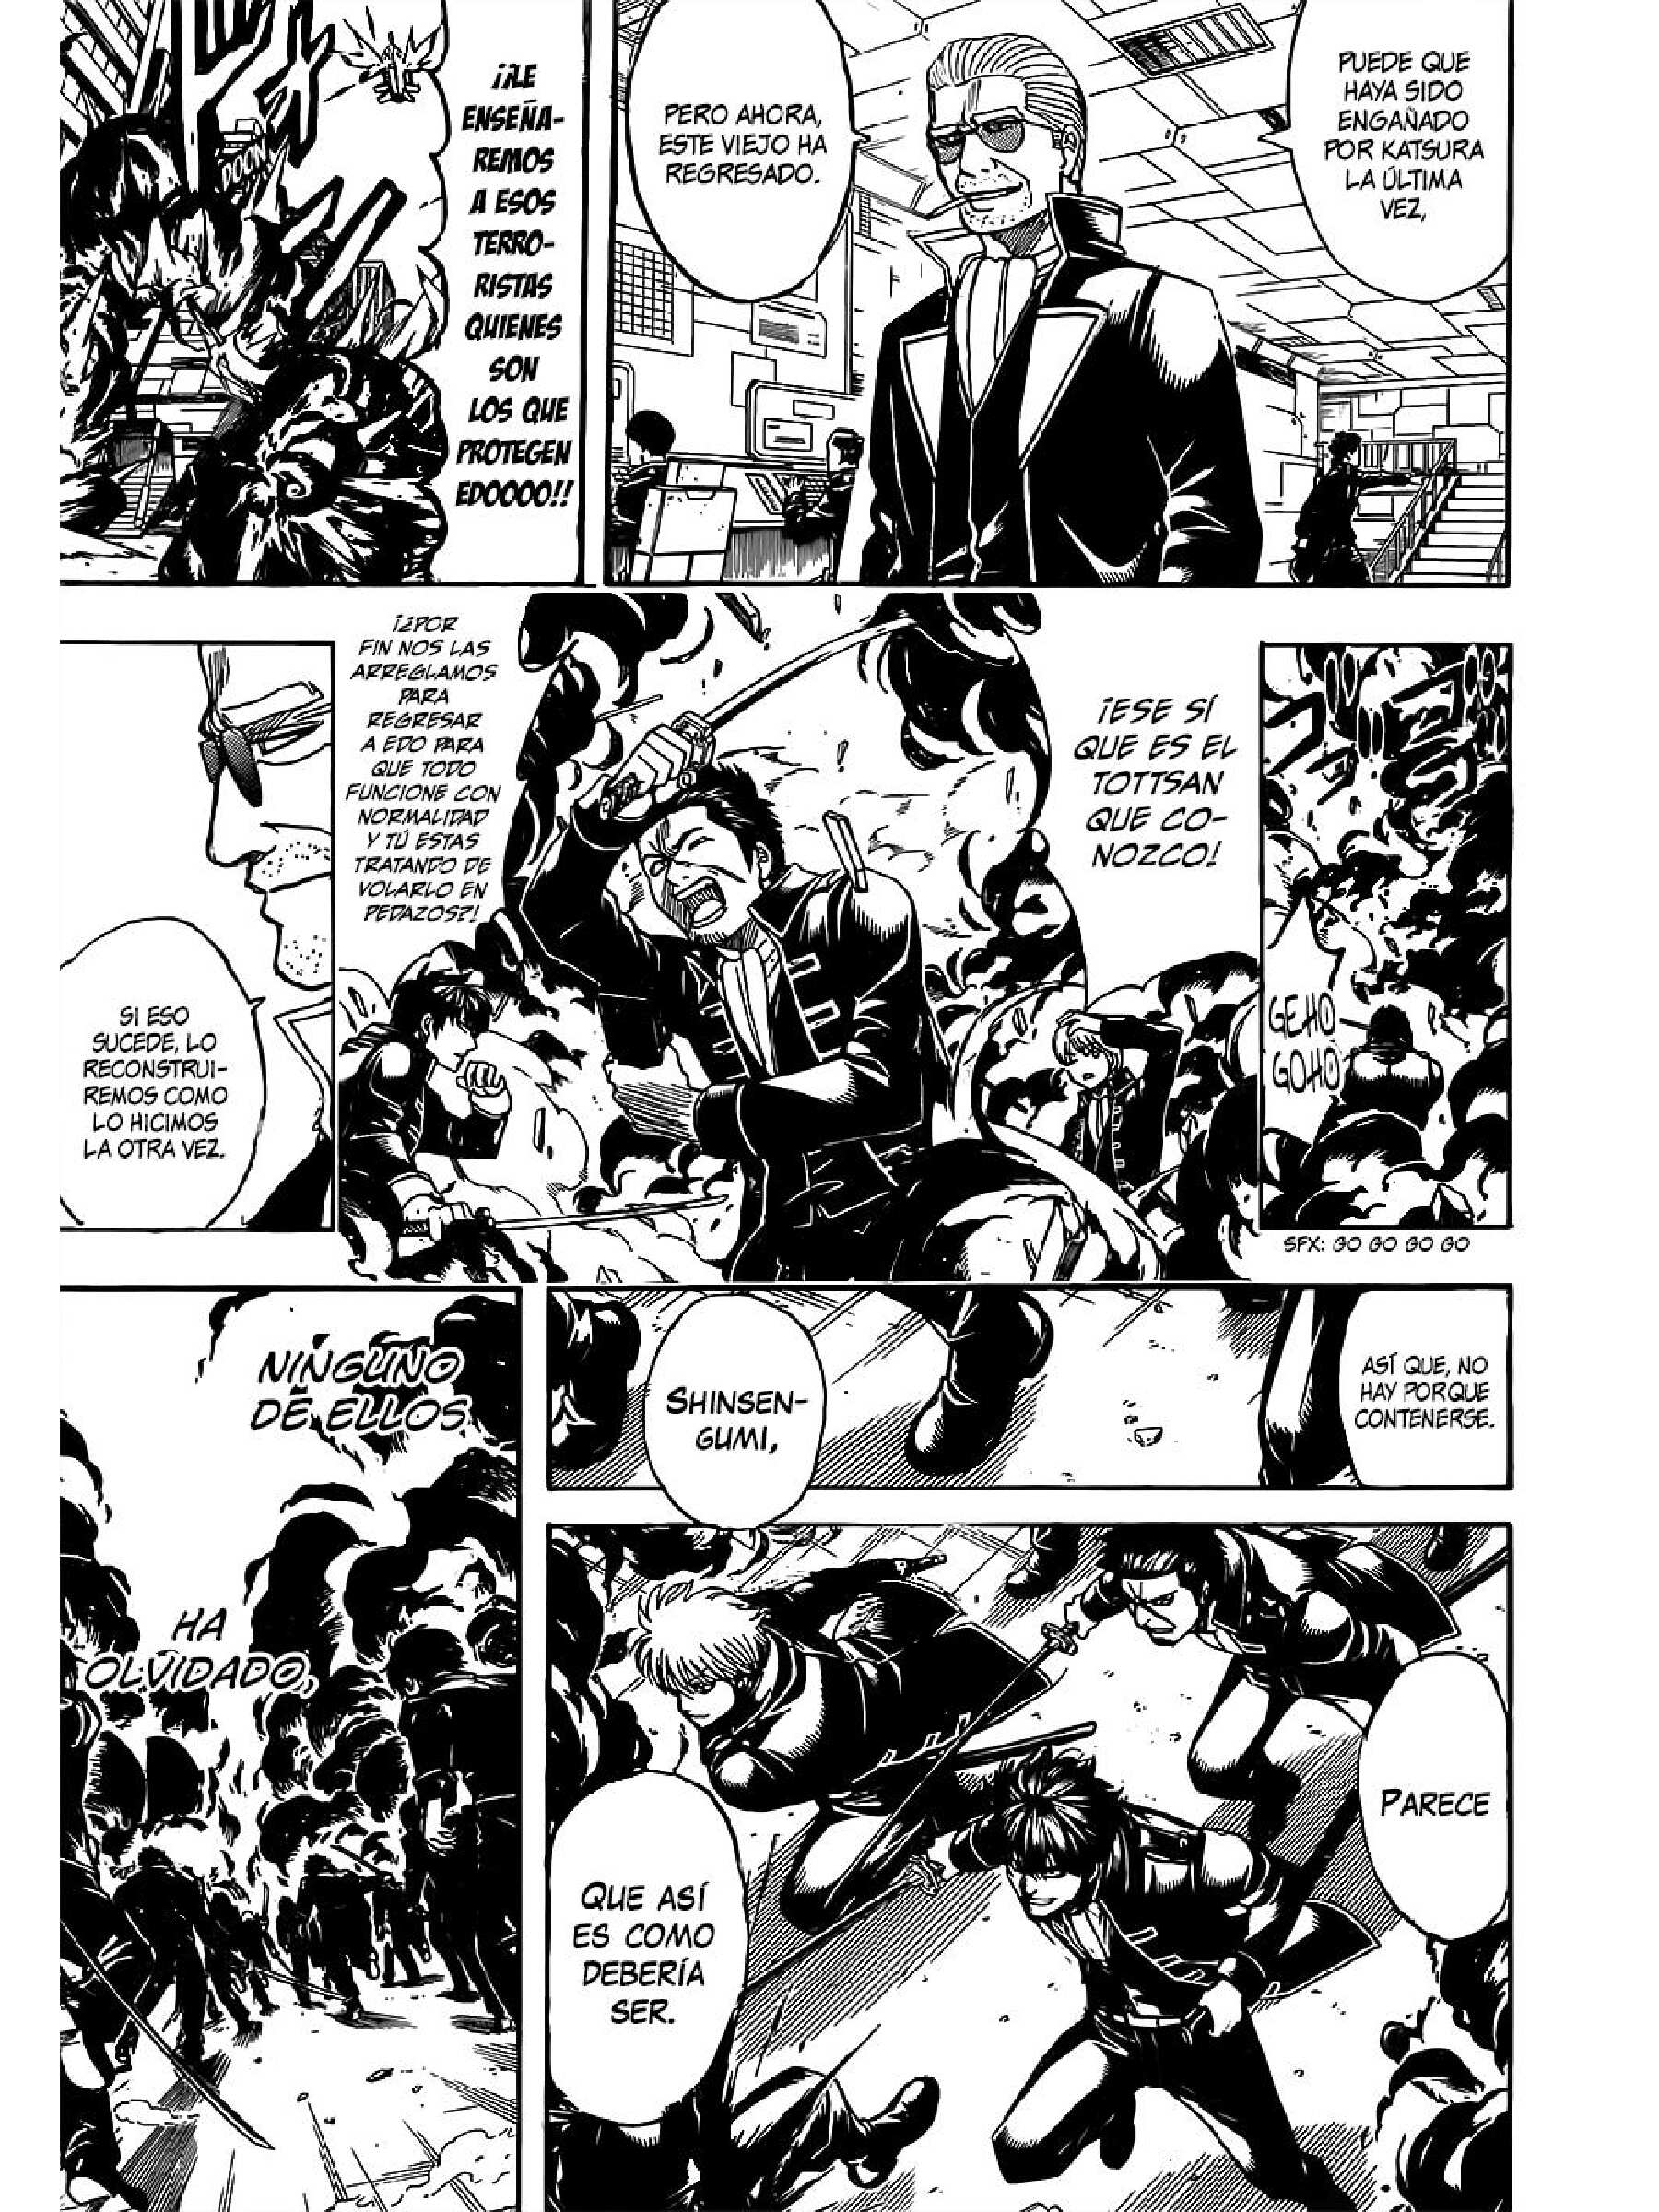 PUEDE QUE
HAYA SIDO
ENGAÑADO
POR KATSURA
LA ÚLTIMA
VEZ,
PERO AHORA,
ESTE VIEJO HA
REGRESADO.
¡¡LE
ENSEÑA-
REMOS
A ESOS
TERRO-
RISTAS
QUIENES
SON
LOS QUE
PROTEGEN
EDOOOO!!
DOON
GEHO
GOHO
SFX: GO GO GO GO
¡ESE SÍ
QUE ES EL
TOTTSAN
QUE CO-
NOZCO!
¡¿POR
FIN NOS LAS
ARREGLAMOS
PARA
REGRESAR
A EDO PARA
QUE TODO
FUNCIONE CON
NORMALIDAD
Y TÚ ESTAS
TRATANDO DE
VOLARLO EN
PEDAZOS?!
SI ESO
SUCEDE, LO
RECONSTRUI-
REMOS COMO
LO HICIMOS
LA OTRA VEZ.
ASÍ QUE, NO
HAY PORQUE
CONTENERSE.
SHINSEN-
GUMI,
PARECE
QUE ASÍ
ES COMO
DEBERÍA
SER.
NINGUNO
DE ELLOS
HA
OLVIDADO,